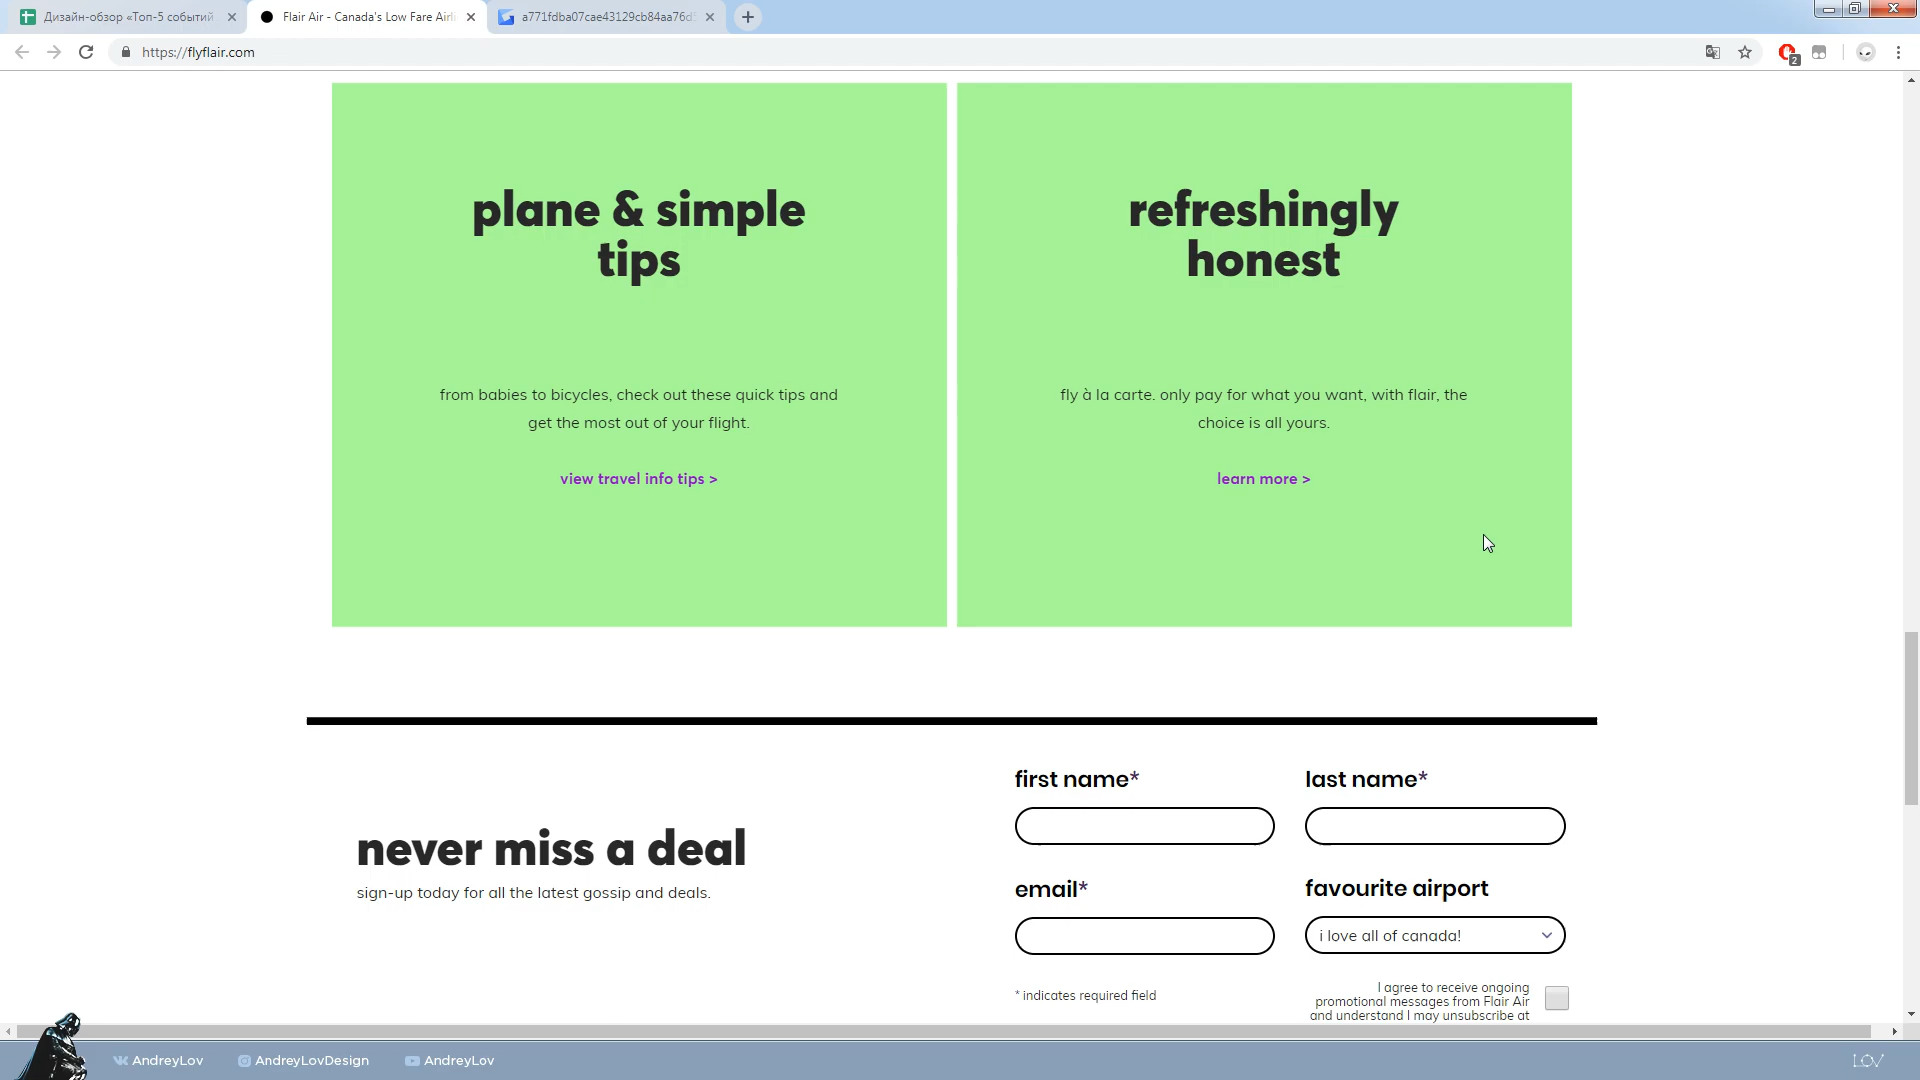 Дизайн-обзор «Топ-5 событий
Flair Air - Canada's Low Fare Airli
a771fdba07cae43129cb84aa76d
https://flyflair.com
2
plane & simple
tips
from babies to bicycles, check out these quick tips and
get the most out of your flight.
view travel info tips >
refreshingly
honest
fly à la carte. only pay for what you want, with flair, the
choice is all yours.
learn more >
never miss a deal
sign-up today for all the latest gossip and deals.
first name*
last name*
email*
favourite airport
i love all of canada!
* indicates required field
I agree to receive ongoing
promotional messages from Flair Air
and understand I may unsubscribe at
AndreyLov
AndreyLovDesign
AndreyLov
LOV